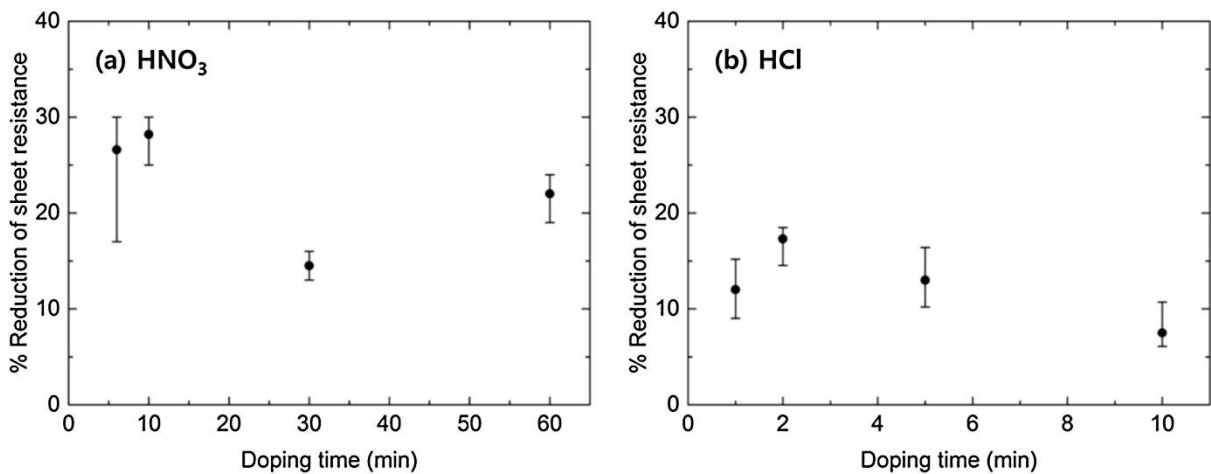 (a) HNO₃
% Reduction of sheet resistance
40
30
20
10
0
0 10 20 30 40 50 60
Doping time (min)
(b) HCl
% Reduction of sheet resistance
40
30
20
10
0
0 2 4 6 8 10
Doping time (min)